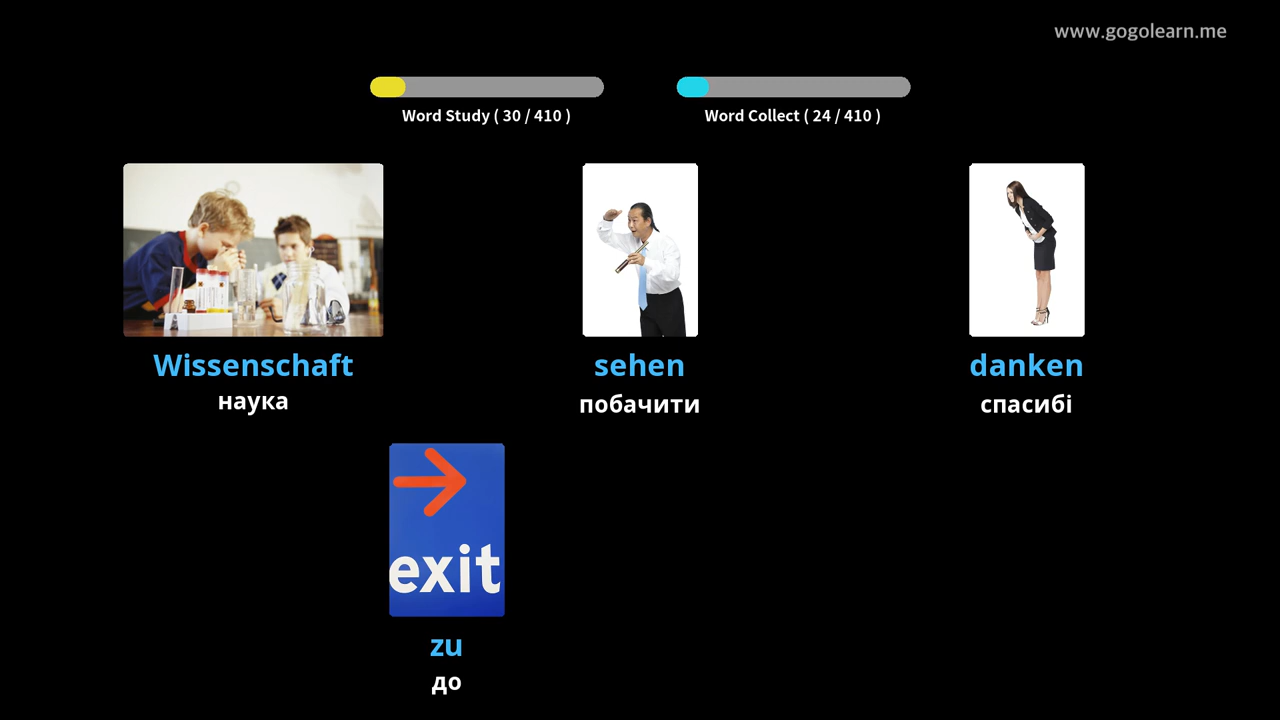 www.gogolearn.me
Word Study ( 30 / 410 )
Word Collect ( 24 / 410 )
Wissenschaft
наука
sehen
побачити
danken
спасибі
exit
zu
до